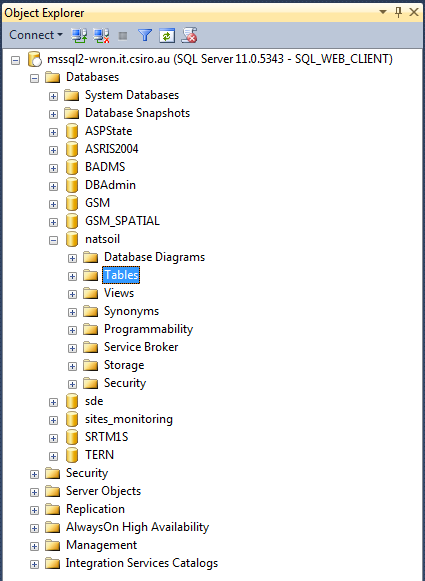 Object Explorer
Connect
mssql2-wron.it.csiro.au (SQL Server 11.0.5343 - SQL_WEB_CLIENT)
Databases
System Databases
Database Snapshots
ASPState
ASRIS2004
BADMS
DBAdmin
GSM
GSM_SPATIAL
natsoil
Database Diagrams
Tables
Views
Synonyms
Programmability
Service Broker
Storage
Security
sde
sites_monitoring
SRTM1S
TERN
Security
Server Objects
Replication
AlwaysOn High Availability
Management
Integration Services Catalogs